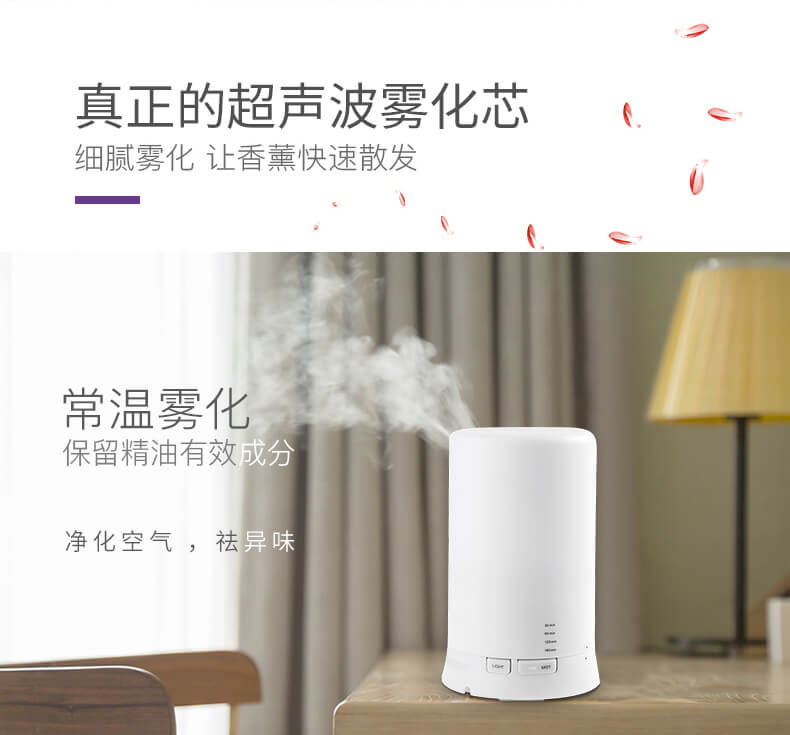 真正的超声波雾化芯
细腻雾化 让香薰快速散发
常温雾化
保留精油有效成分
净化空气 ，祛异味
LIGHT
MIST